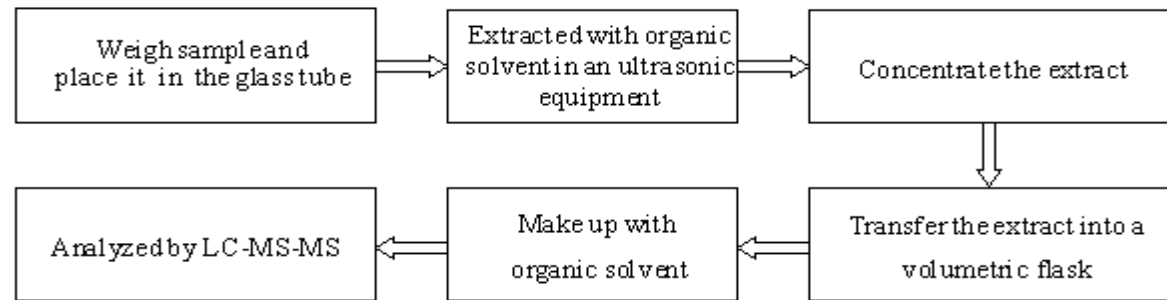 Weigh sample and
place it in the glass tube
Extracted with organic
solvent in an ultrasonic
equipment
Concentrate the extract
Transfer the extract into a
volumetric flask
Make up with
organic solvent
Analyzed by LC-MS-MS